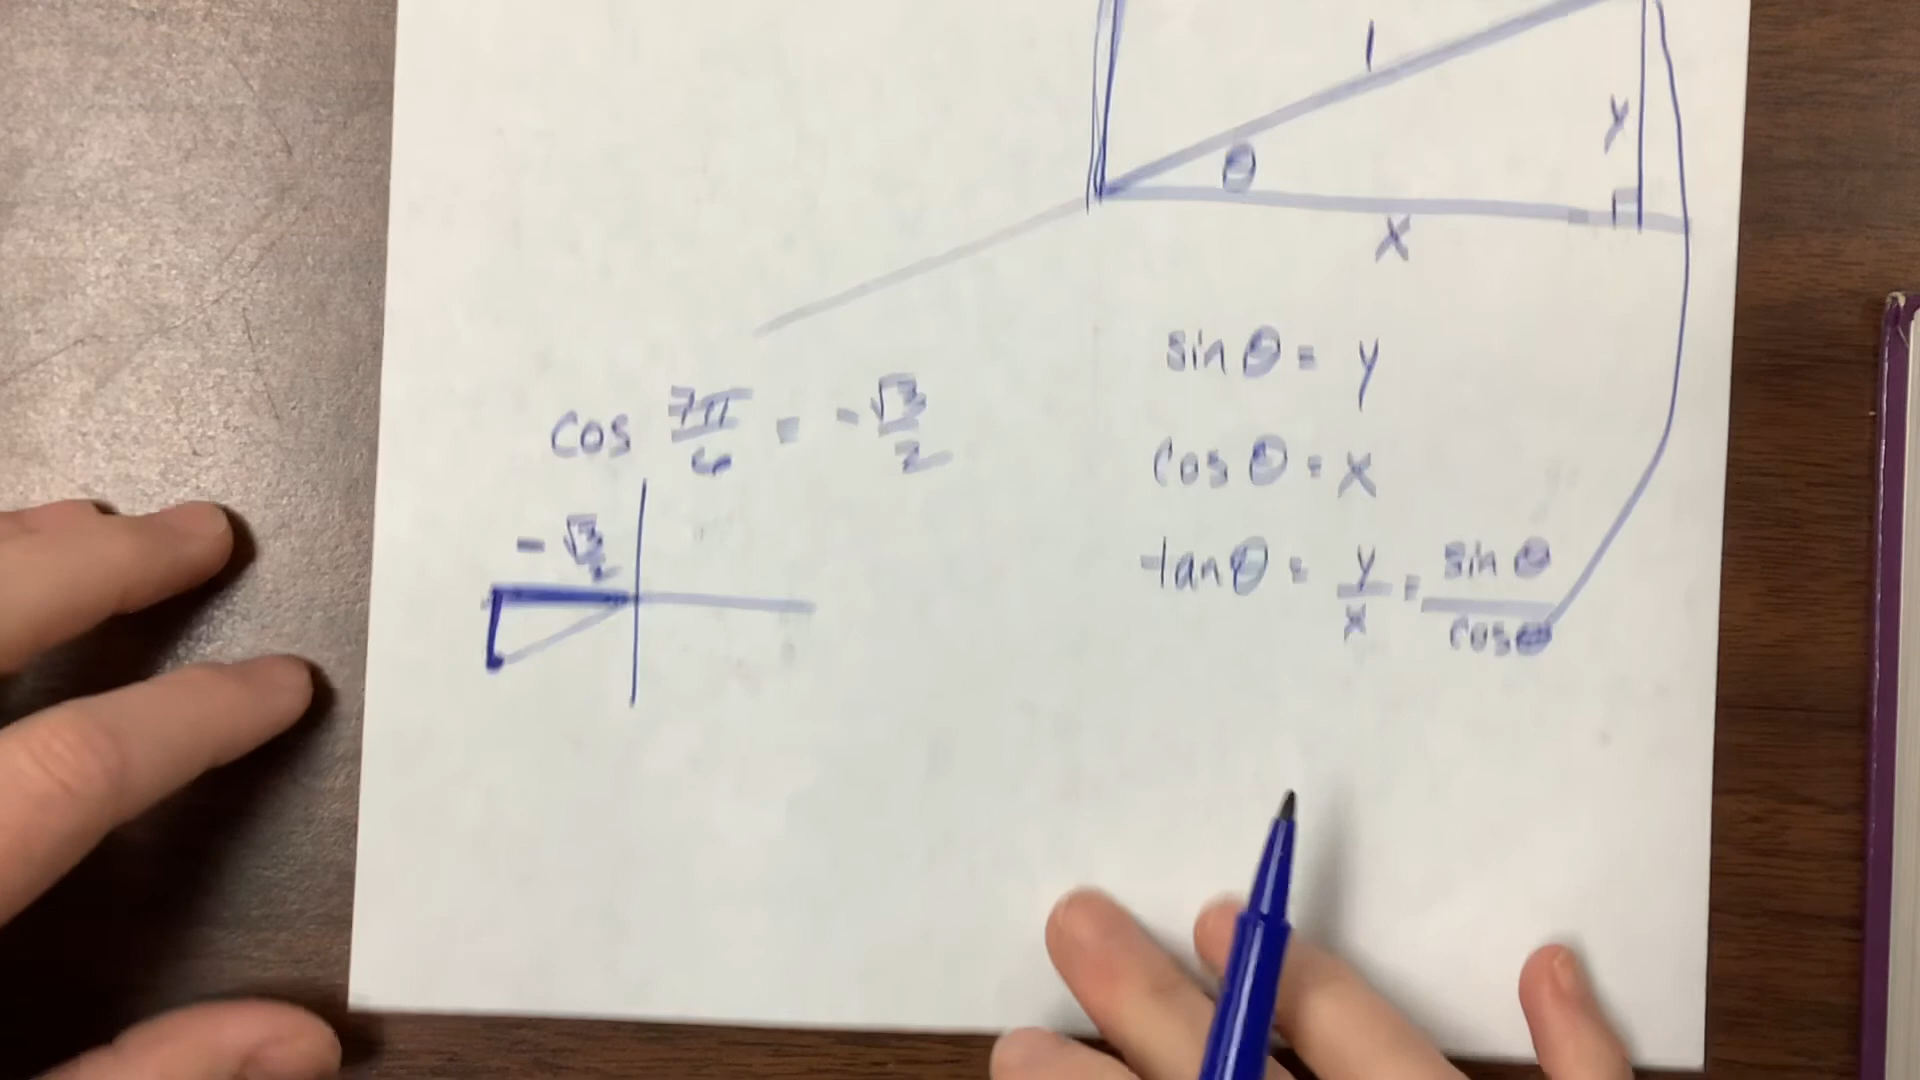 1
y
θ
x
sin θ = y
cos 7π/6 = - √3/2
cos θ = x
- √3/2
tan θ = y/x = sin θ/cos θ